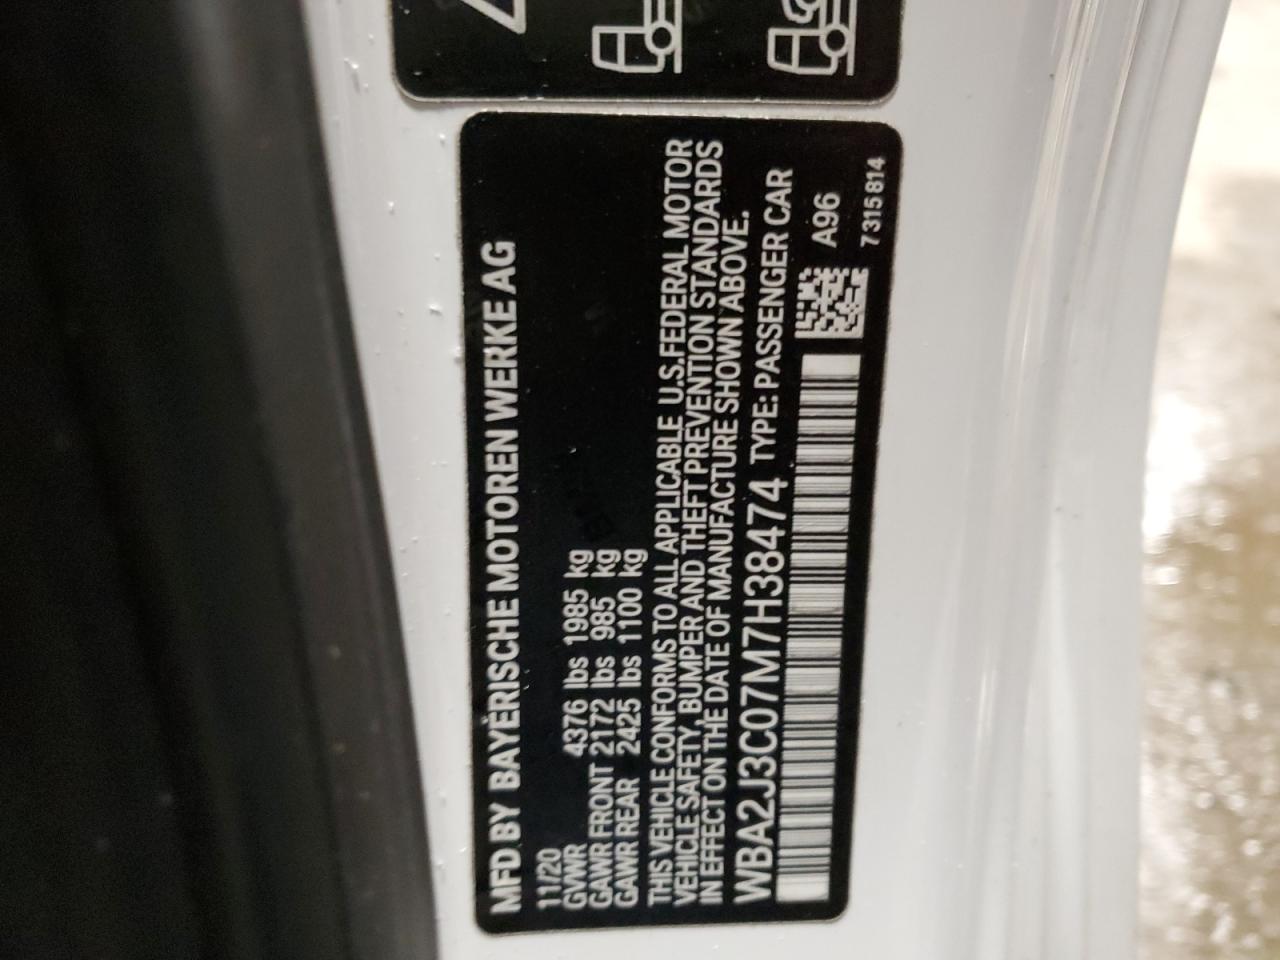 MFD BY BAYERISCHE MOTOREN WERKE AG
11/20
GVWR 4376 lbs 1985 kg
GAWR FRONT 2172 lbs 985 kg
GAWR REAR 2425 lbs 1100 kg
THIS VEHICLE CONFORMS TO ALL APPLICABLE U.S.FEDERAL MOTOR
VEHICLE SAFETY, BUMPER AND THEFT PREVENTION STANDARDS
IN EFFECT ON THE DATE OF MANUFACTURE SHOWN ABOVE.
WBA2J3C07M7H38474 TYPE: PASSENGER CAR
A96
7315814